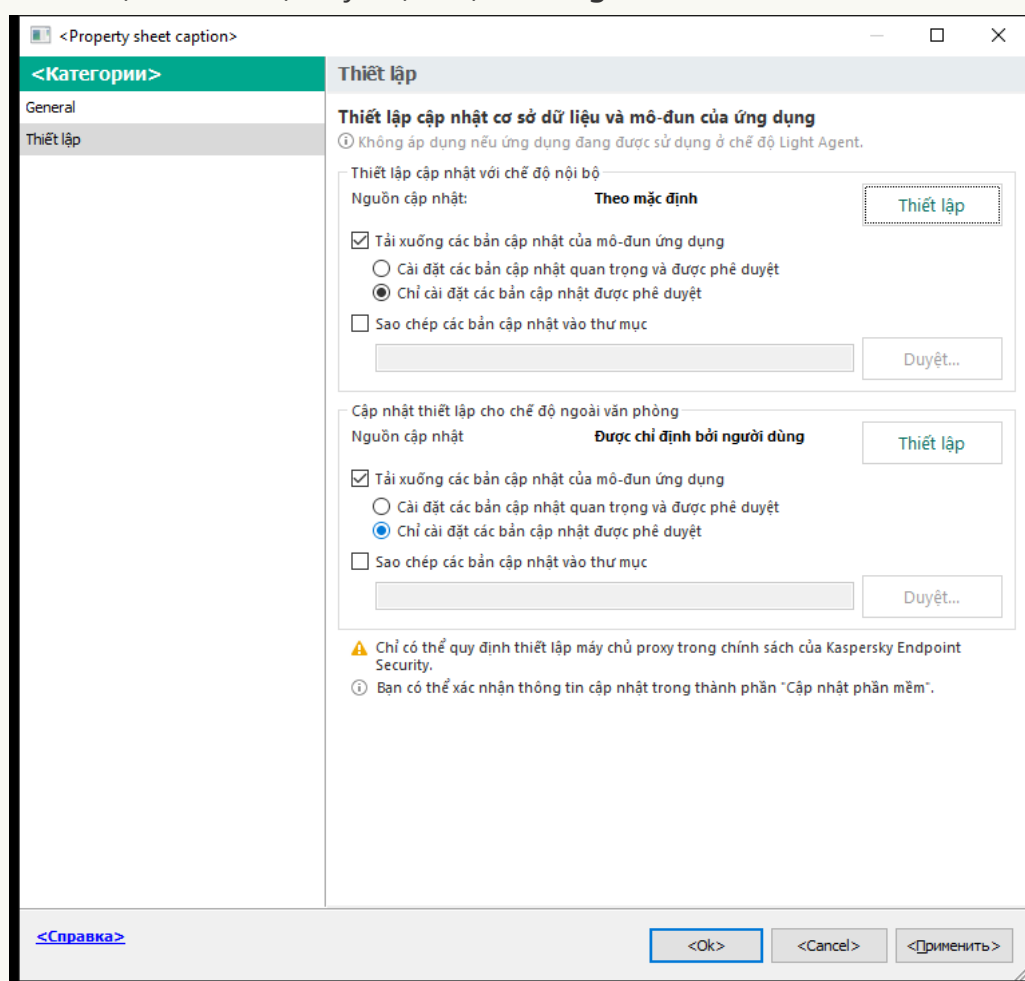 <Property sheet caption>
<Категории>
General
Thiết lập
Thiết lập
Thiết lập cập nhật cơ sở dữ liệu và mô-đun của ứng dụng
Không áp dụng nếu ứng dụng đang được sử dụng ở chế độ Light Agent.
Thiết lập cập nhật với chế độ nội bộ
Nguồn cập nhật: Theo mặc định Thiết lập
Tải xuống các bản cập nhật của mô-đun ứng dụng
Cài đặt các bản cập nhật quan trọng và được phê duyệt
Chỉ cài đặt các bản cập nhật được phê duyệt
Sao chép các bản cập nhật vào thư mục
Duyệt...
Cập nhật thiết lập cho chế độ ngoài văn phòng
Nguồn cập nhật Được chỉ định bởi người dùng Thiết lập
Tải xuống các bản cập nhật của mô-đun ứng dụng
Cài đặt các bản cập nhật quan trọng và được phê duyệt
Chỉ cài đặt các bản cập nhật được phê duyệt
Sao chép các bản cập nhật vào thư mục
Duyệt...
Chỉ có thể quy định thiết lập máy chủ proxy trong chính sách của Kaspersky Endpoint
Security.
Bạn có thể xác nhận thông tin cập nhật trong thành phần "Cập nhật phần mềm".
<Справка>
<Ok> <Cancel> <Применить>